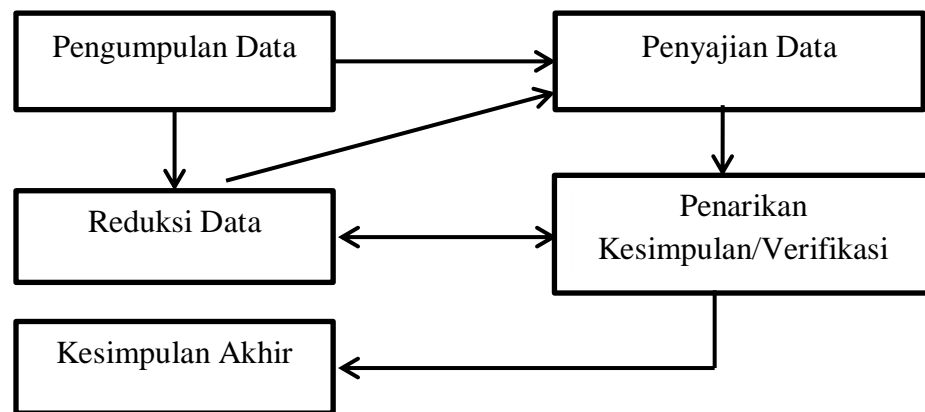 Pengumpulan Data
Penyajian Data
Reduksi Data
Penarikan
Kesimpulan/Verifikasi
Kesimpulan Akhir